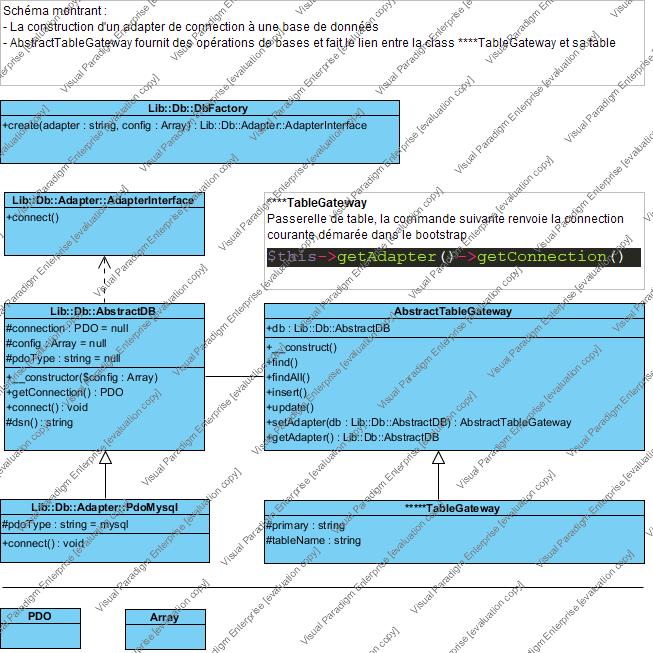 Schéma montrant :
- La construction d'un adapter de connection à une base de données
- AbstractTableGateway fournit des opérations de bases et fait le lien entre la class ****TableGateway et sa table
Lib::Db::DbFactory
+create(adapter : string, config : Array) : Lib::Db::Adapter::AdapterInterface
Lib::Db::Adapter::AdapterInterface
+connect()
****TableGateway
Passerelle de table, la commande suivante renvoie la connection
courante démarée dans le bootstrap
$this->getAdapter()->getConnection()
Lib::Db::AbstractDB
#connection : PDO = null
#config : Array = null
#pdoType : string = null
+__constructor($config : Array)
+getConnection() : PDO
+connect() : void
#dsn() : string
AbstractTableGateway
+db : Lib::Db::AbstractDB
+__construct()
+find()
+findAll()
+insert()
+update()
+setAdapter(db : Lib::Db::AbstractDB) : AbstractTableGateway
+getAdapter() : Lib::Db::AbstractDB
Lib::Db::Adapter::PdoMysql
#pdoType : string = mysql
+connect() : void
*****TableGateway
#primary : string
#tableName : string
PDO
Array
Visual Paradigm Enterprise [evaluation copy]